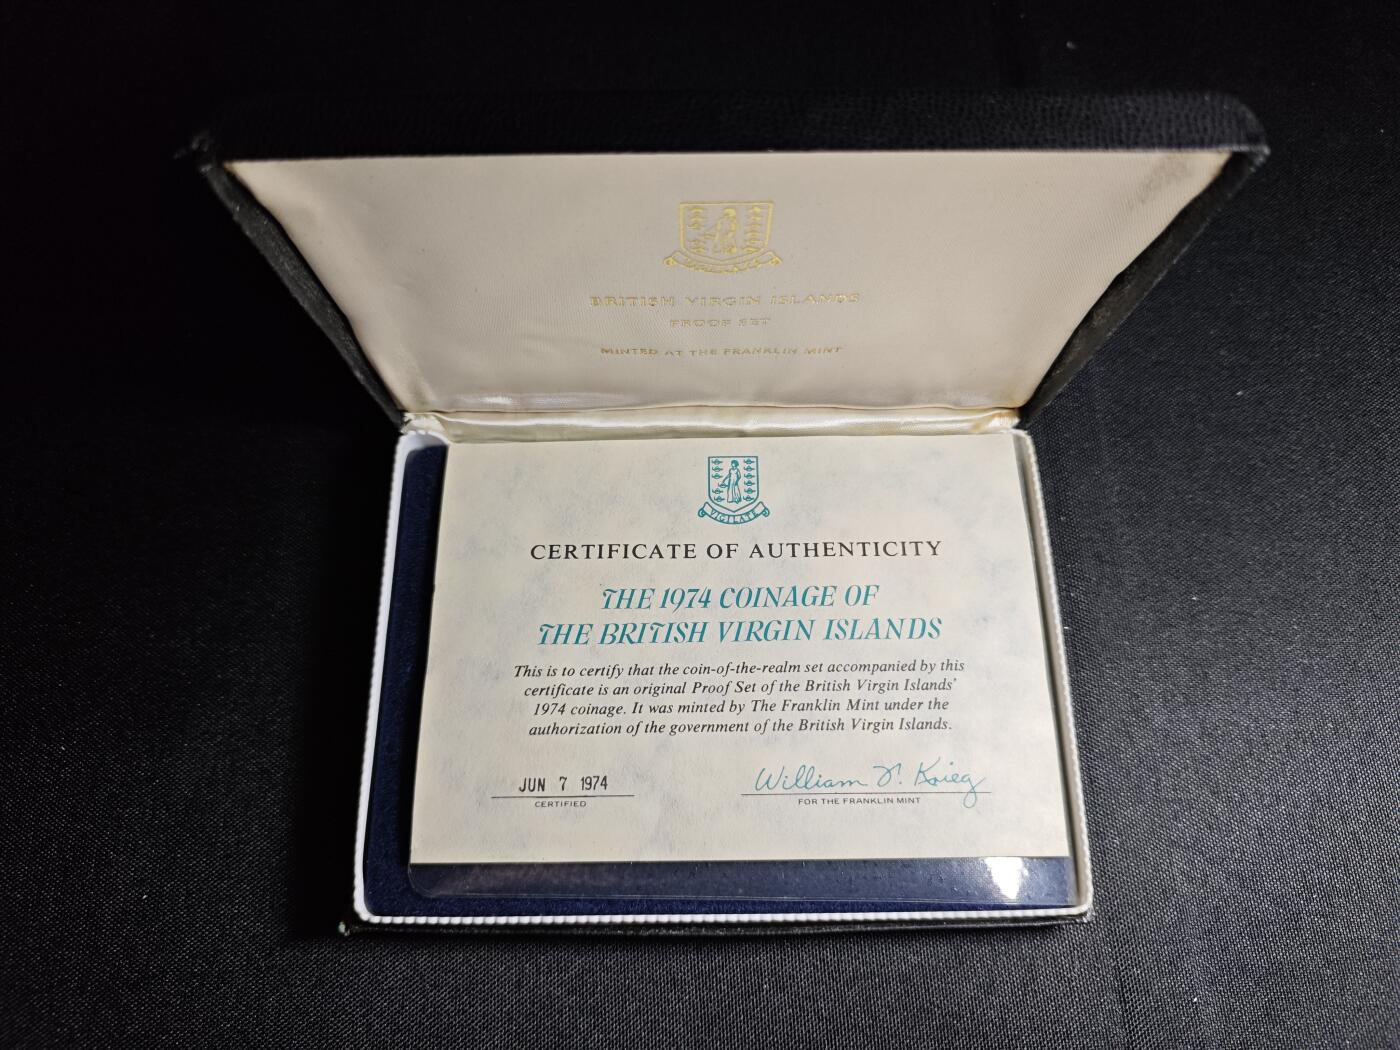 BRITISH VIRGIN ISLANDS
PROOF SET
MINTED AT THE FRANKLIN MINT
VIGILATE
CERTIFICATE OF AUTHENTICITY
THE 1974 COINAGE OF
THE BRITISH VIRGIN ISLANDS
This is to certify that the coin-of-the-realm set accompanied by this
certificate is an original Proof Set of the British Virgin Islands'
1974 coinage. It was minted by The Franklin Mint under the
authorization of the government of the British Virgin Islands.
JUN 7 1974
CERTIFIED
William T. Krieg
FOR THE FRANKLIN MINT